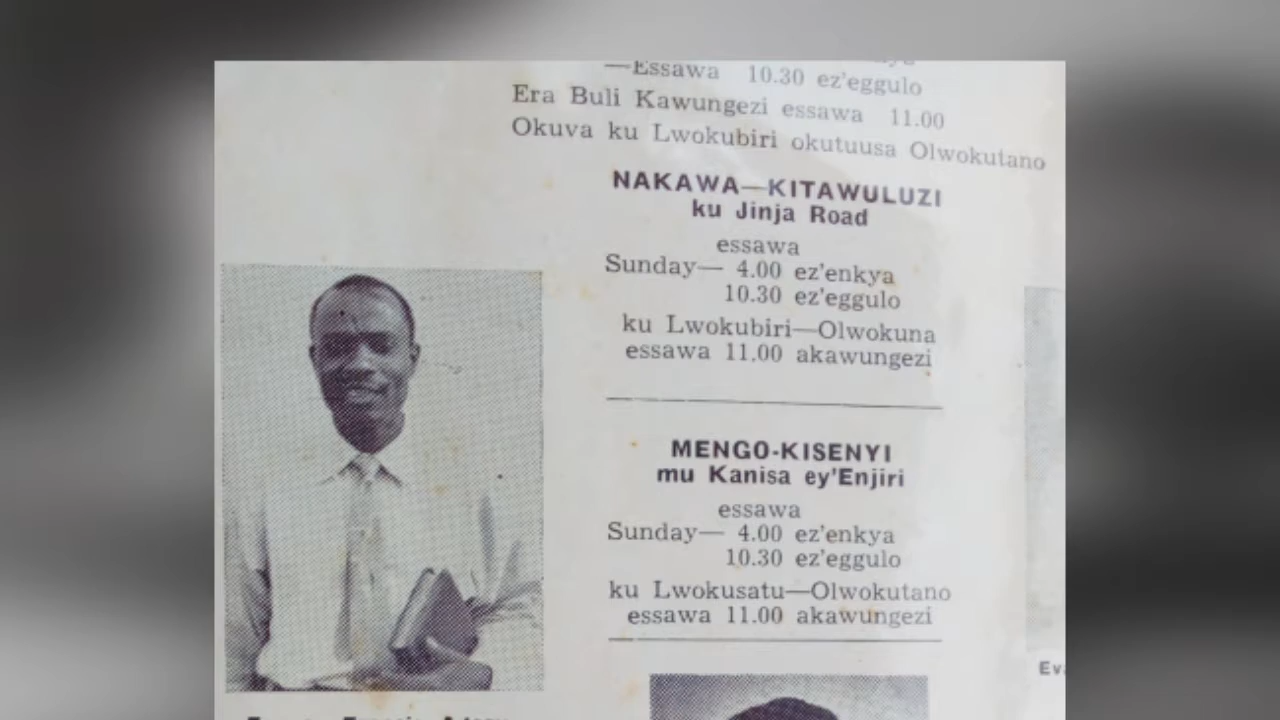 —Essawa 10.30 ez'eggulo
Era Buli Kawungezi essawa 11.00
Okuva ku Lwokubiri okutuusa Olwokutano
NAKAWA—KITAWULUZI
ku Jinja Road
essawa
Sunday— 4.00 ez'enkya
10.30 ez'eggulo
ku Lwokubiri—Olwokuna
essawa 11.00 akawungezi
MENGO-KISENYI
mu Kanisa ey'Enjiri
essawa
Sunday— 4.00 ez'enkya
10.30 ez'eggulo
ku Lwokusatu—Olwokutano
essawa 11.00 akawungezi